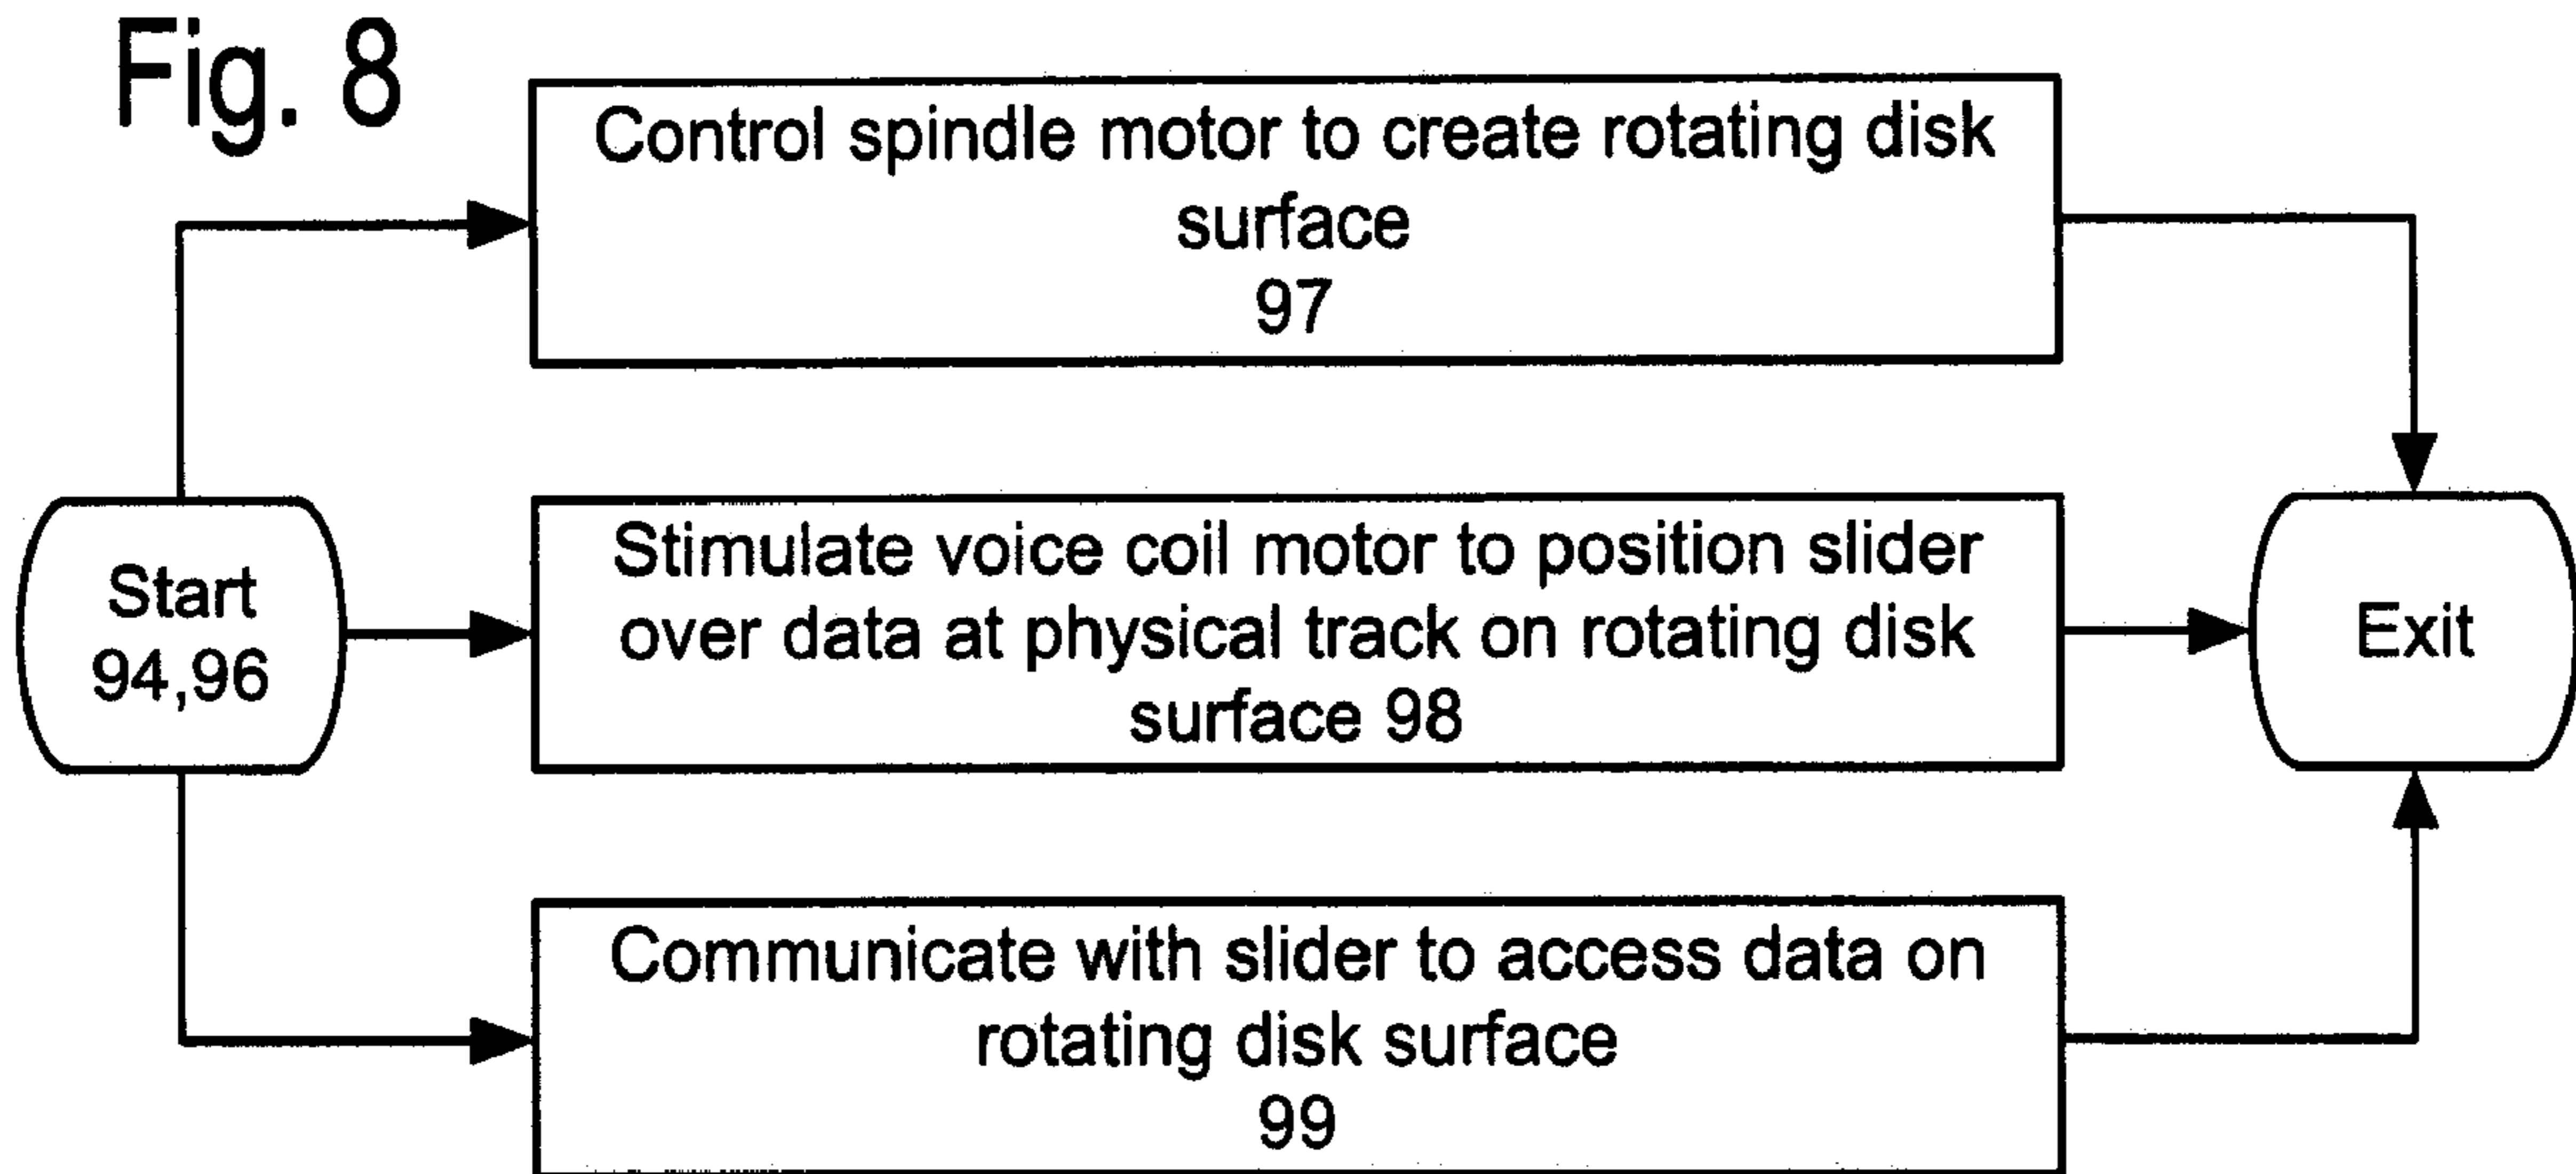 Fig. 8
Control spindle motor to create rotating disk
surface
97
Start
94,96
Stimulate voice coil motor to position slider
over data at physical track on rotating disk
surface 98
Exit
Communicate with slider to access data on
rotating disk surface
99